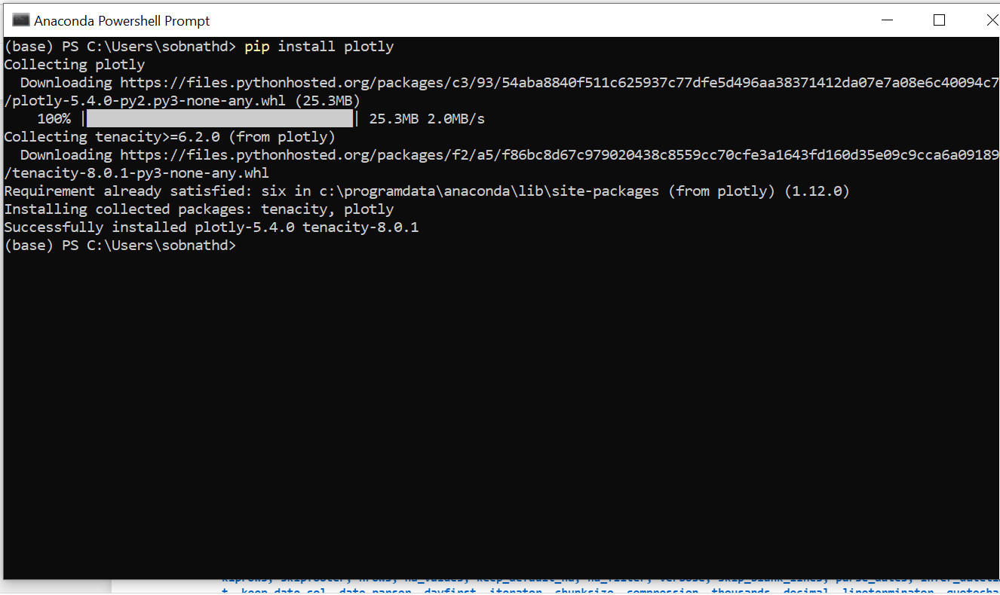 Anaconda Powershell Prompt
(base) PS C:\Users\sobnathd> pip install plotly
Collecting plotly
  Downloading https://files.pythonhosted.org/packages/c3/93/54aba8840f511c625937c77dfe5d496aa38371412da07e7a08e6c40094c7
/plotly-5.4.0-py2.py3-none-any.whl (25.3MB)
    100% |████████████████████████████████| 25.3MB 2.0MB/s
Collecting tenacity>=6.2.0 (from plotly)
  Downloading https://files.pythonhosted.org/packages/f2/a5/f86bc8d67c979020438c8559cc70cfe3a1643fd160d35e09c9cca6a09189
/tenacity-8.0.1-py3-none-any.whl
Requirement already satisfied: six in c:\programdata\anaconda\lib\site-packages (from plotly) (1.12.0)
Installing collected packages: tenacity, plotly
Successfully installed plotly-5.4.0 tenacity-8.0.1
(base) PS C:\Users\sobnathd>